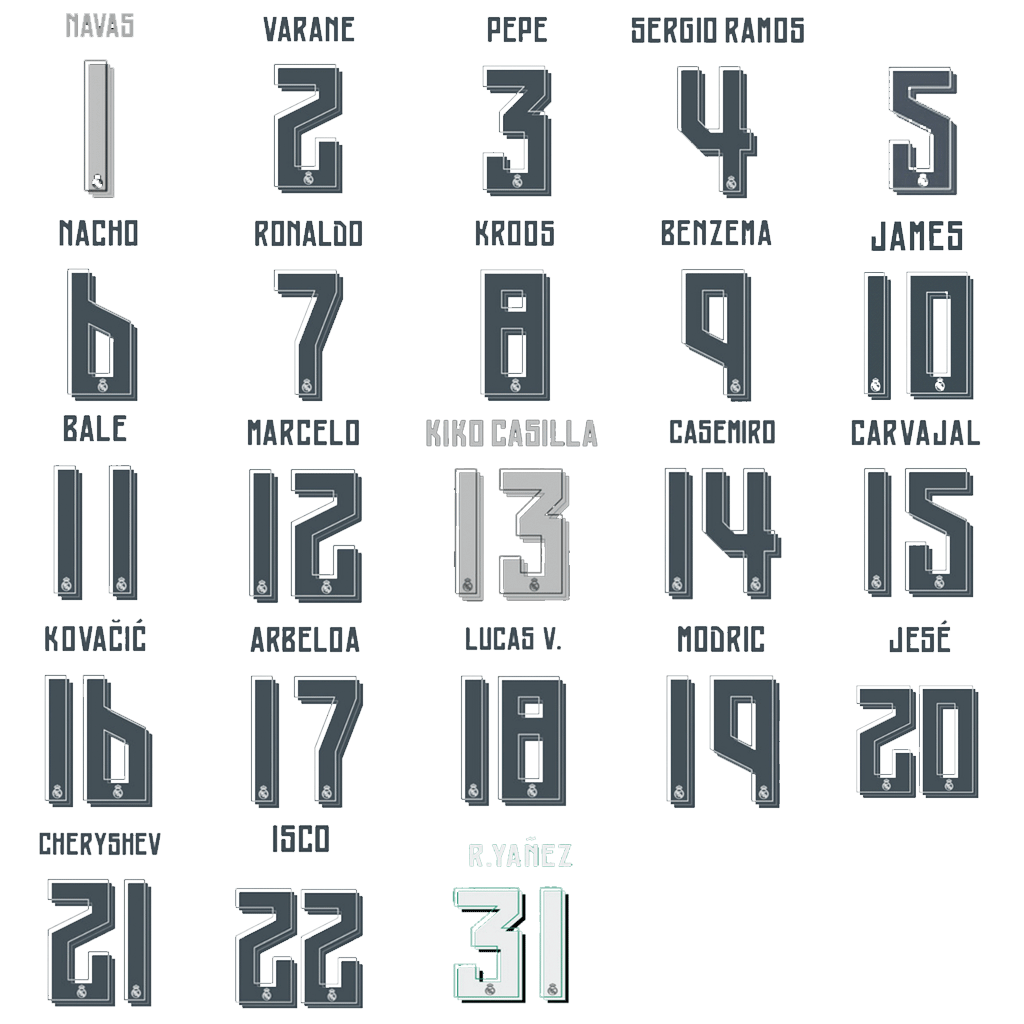 NAVAS VARANE PEPE SERGIO RAMOS
1 2 3 4 5
NACHO RONALDO KROOS BENZEMA JAMES
6 7 8 9 10
BALE MARCELO KIKO CASILLA CASEMIRO CARVAJAL
11 12 13 14 15
KOVAČIĆ ARBELOA LUCAS V. MODRIC JESÉ
16 17 18 19 20
CHERYSHEV ISCO R.YAÑEZ
21 22 31